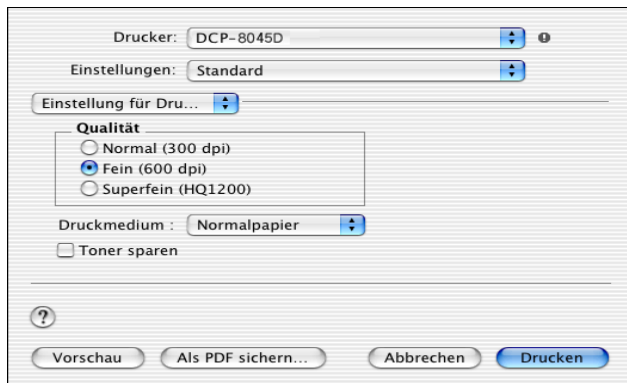 Drucker: DCP-8045D
Einstellungen: Standard
Einstellung für Dru...
Qualität
Normal (300 dpi)
Fein (600 dpi)
Superfein (HQ1200)
Druckmedium : Normalpapier
Toner sparen
?
Vorschau Als PDF sichern... Abbrechen Drucken